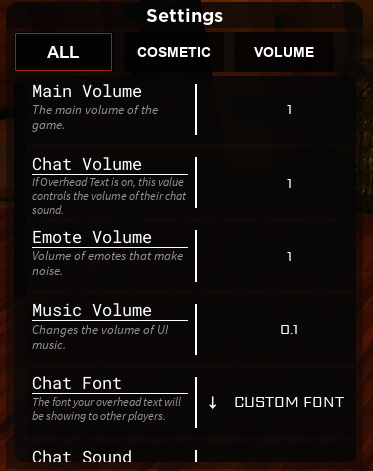 Settings
ALL COSMETIC VOLUME
Main Volume
The main volume of the
game.
1
Chat Volume
If Overhead Text is on, this value
controls the volume of their chat
sound.
1
Emote Volume
Volume of emotes that make
noise.
1
Music Volume
Changes the volume of UI
music.
0.1
Chat Font
The font your overhead text will
be showing to other players.
↓ CUSTOM FONT
Chat Sound